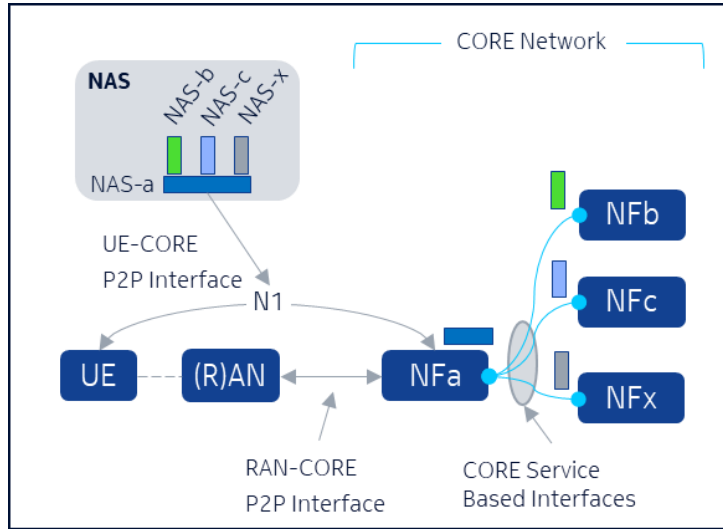 CORE Network
NAS
NAS-b
NAS-c
NAS-x
NAS-a
UE-CORE
P2P Interface
N1
NFb
NFc
UE
(R)AN
NFa
NFx
RAN-CORE
P2P Interface
CORE Service
Based Interfaces